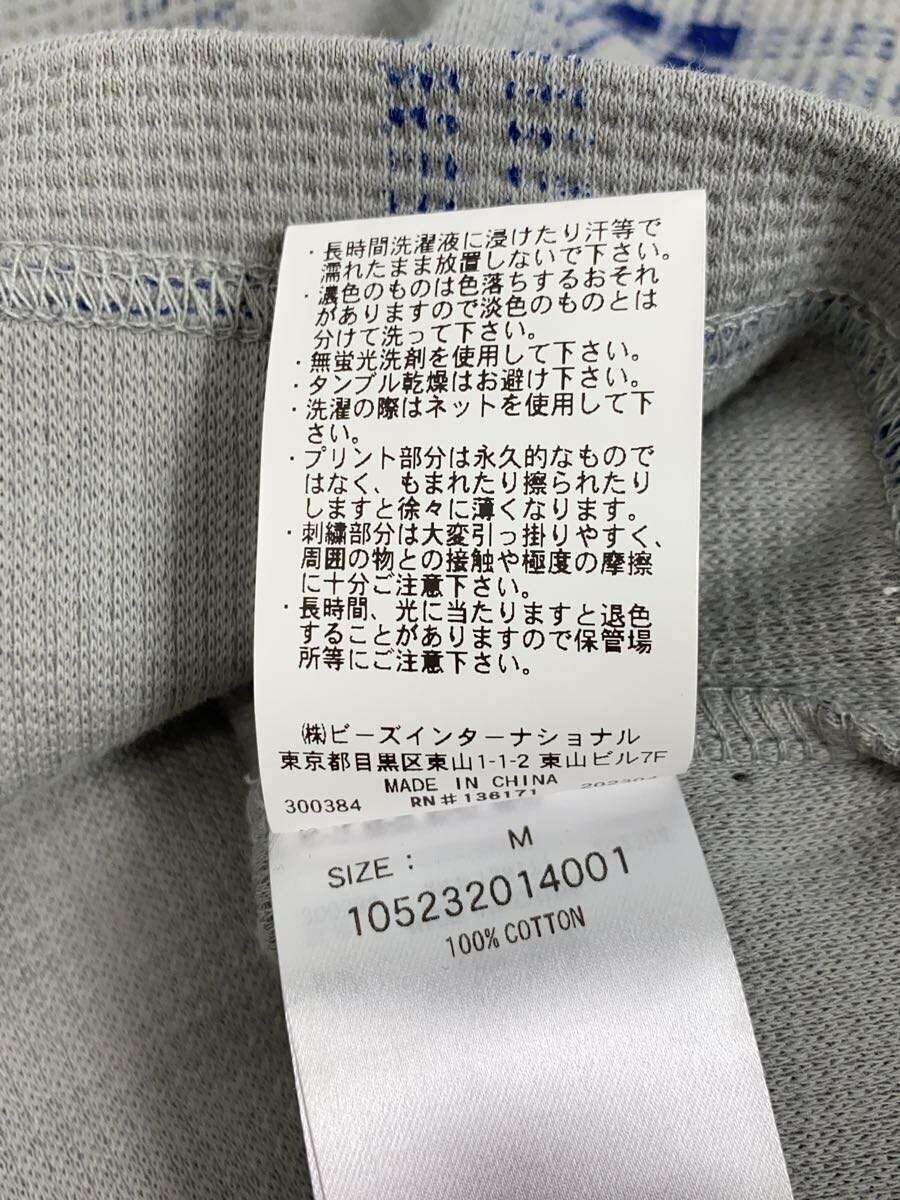 ・長時間洗濯液に浸けたり汗等で
濡れたまま放置しないで下さい。
・濃色のものは色落ちするおそれ
がありますので淡色のものとは
分けて洗って下さい。
・無蛍光洗剤を使用して下さい。
・タンブル乾燥はお避け下さい。
・洗濯の際はネットを使用して下
さい。
・プリント部分は永久的なもので
はなく、もまれたり擦られたり
しますと徐々に薄くなります。
・刺繍部分は大変引っ掛りやすく、
周囲の物との接触や極度の摩擦
に十分ご注意下さい。
・長時間、光に当たりますと退色
することがありますので保管場
所等にご注意下さい。
㈱ビーズインターナショナル
東京都目黒区東山1-1-2 東山ビル7F
MADE IN CHINA
300384 RN#136171
SIZE : M
105232014001
100% COTTON